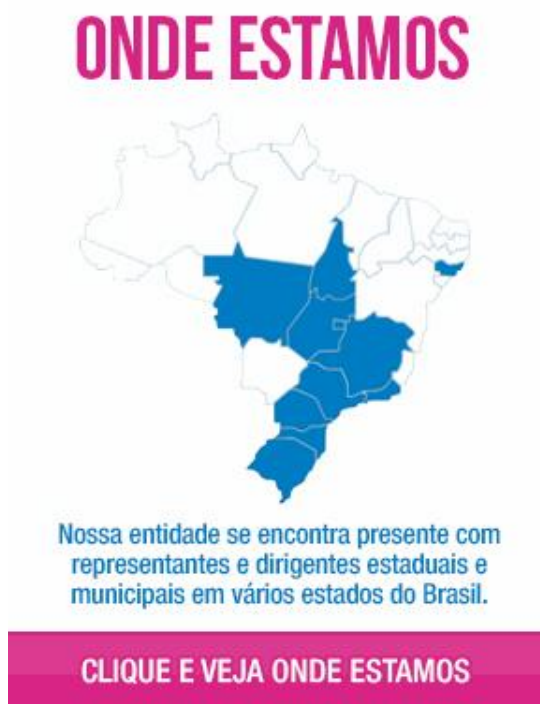 ONDE ESTAMOS
Nossa entidade se encontra presente com
representantes e dirigentes estaduais e
municipais em vários estados do Brasil.
CLIQUE E VEJA ONDE ESTAMOS